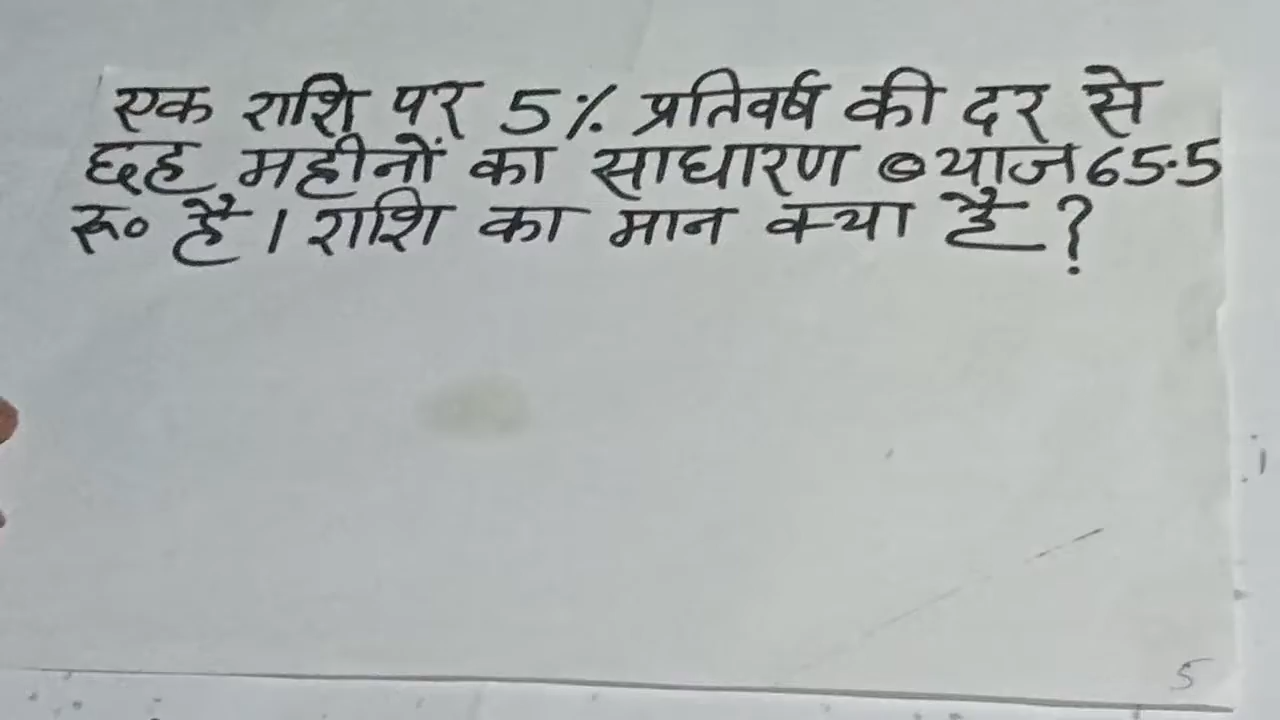 एक राशि पर 5% प्रतिवर्ष की दर से
छह महीनों का साधारण ब्याज 65.5
रू० है। राशि का मान क्या है ?
5